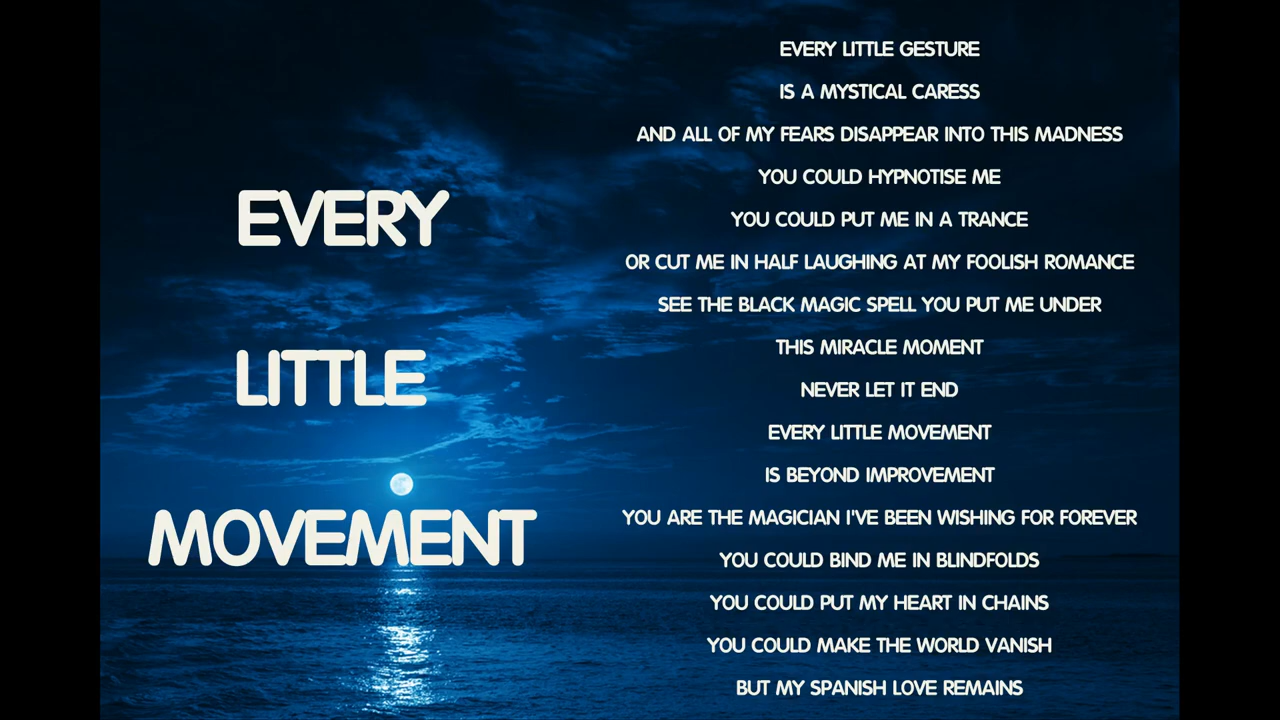 EVERY
LITTLE
MOVEMENT
EVERY LITTLE GESTURE
IS A MYSTICAL CARESS
AND ALL OF MY FEARS DISAPPEAR INTO THIS MADNESS
YOU COULD HYPNOTISE ME
YOU COULD PUT ME IN A TRANCE
OR CUT ME IN HALF LAUGHING AT MY FOOLISH ROMANCE
SEE THE BLACK MAGIC SPELL YOU PUT ME UNDER
THIS MIRACLE MOMENT
NEVER LET IT END
EVERY LITTLE MOVEMENT
IS BEYOND IMPROVEMENT
YOU ARE THE MAGICIAN I'VE BEEN WISHING FOR FOREVER
YOU COULD BIND ME IN BLINDFOLDS
YOU COULD PUT MY HEART IN CHAINS
YOU COULD MAKE THE WORLD VANISH
BUT MY SPANISH LOVE REMAINS